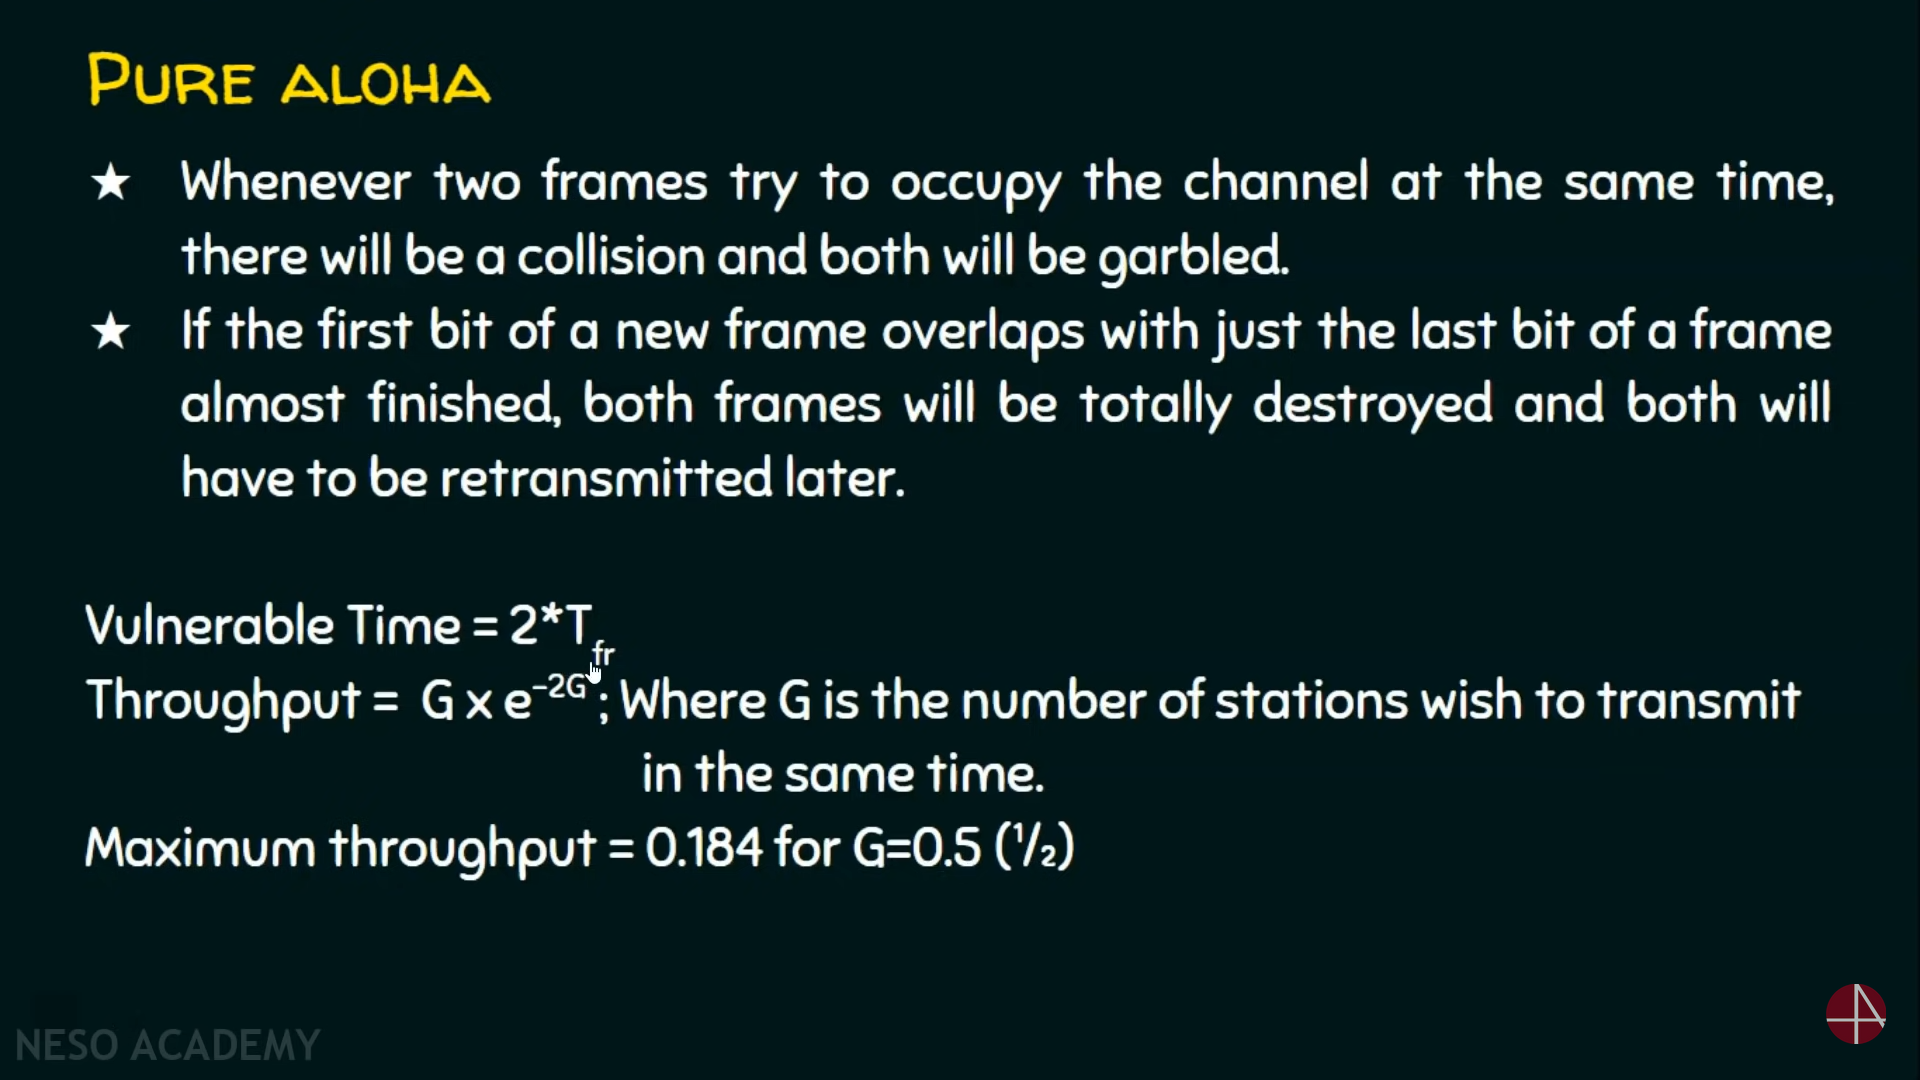 PURE ALOHA
★ Whenever two frames try to occupy the channel at the same time,
there will be a collision and both will be garbled.
★ If the first bit of a new frame overlaps with just the last bit of a frame
almost finished, both frames will be totally destroyed and both will
have to be retransmitted later.
Vulnerable Time = 2*Tfr
Throughput = G x e⁻²ᴳ ; Where G is the number of stations wish to transmit
in the same time.
Maximum throughput = 0.184 for G=0.5 (¹/₂)
NESO ACADEMY